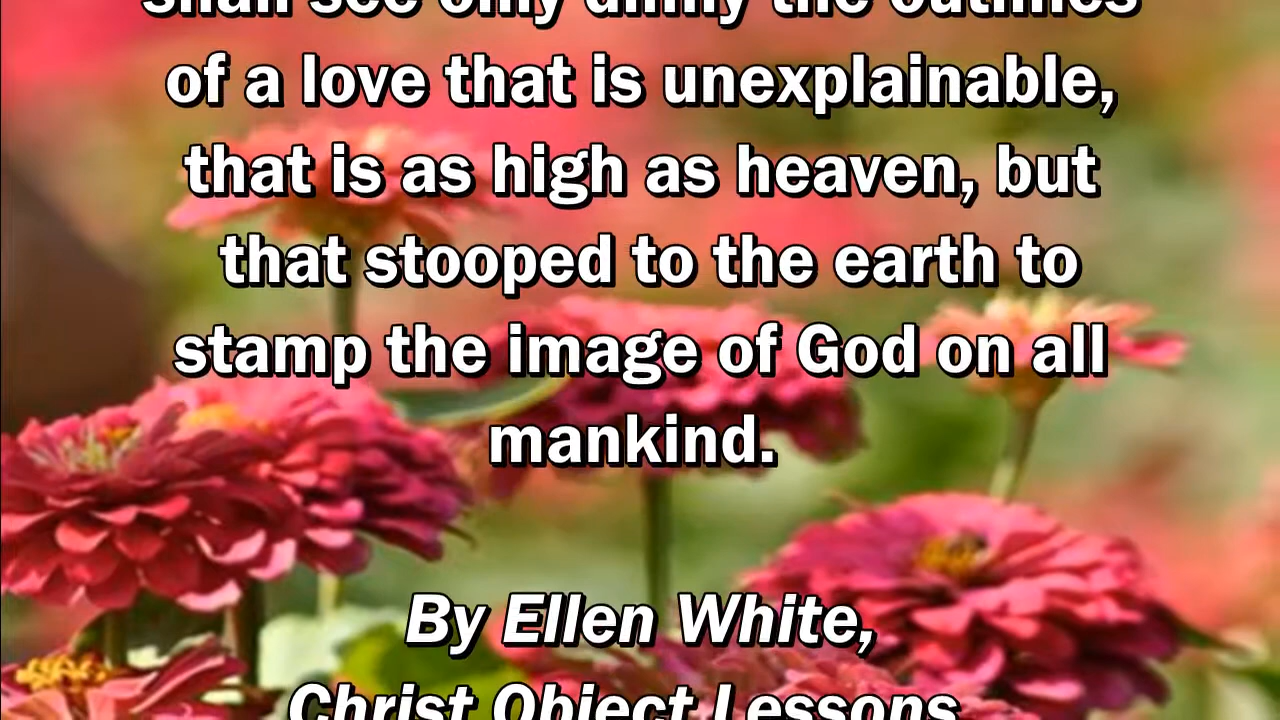 shall see only dimly the outlines
of a love that is unexplainable,
that is as high as heaven, but
that stooped to the earth to
stamp the image of God on all
mankind.
By Ellen White,
Christ Object Lessons